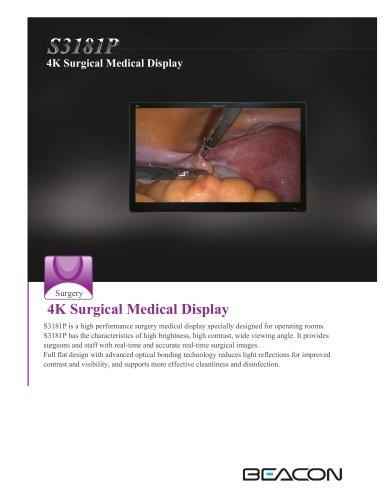 S3181P
4K Surgical Medical Display
Surgery
4K Surgical Medical Display
S3181P is a high performance surgery medical display specially designed for operating rooms.
S3181P has the characteristics of high brightness, high contrast, wide viewing angle. It provides
surgeons and staff with real-time and accurate real-time surgical images.
Full flat design with advanced optical bonding technology reduces light reflections for improved
contrast and visibility, and supports more effective cleanliness and disinfection.
BEACON